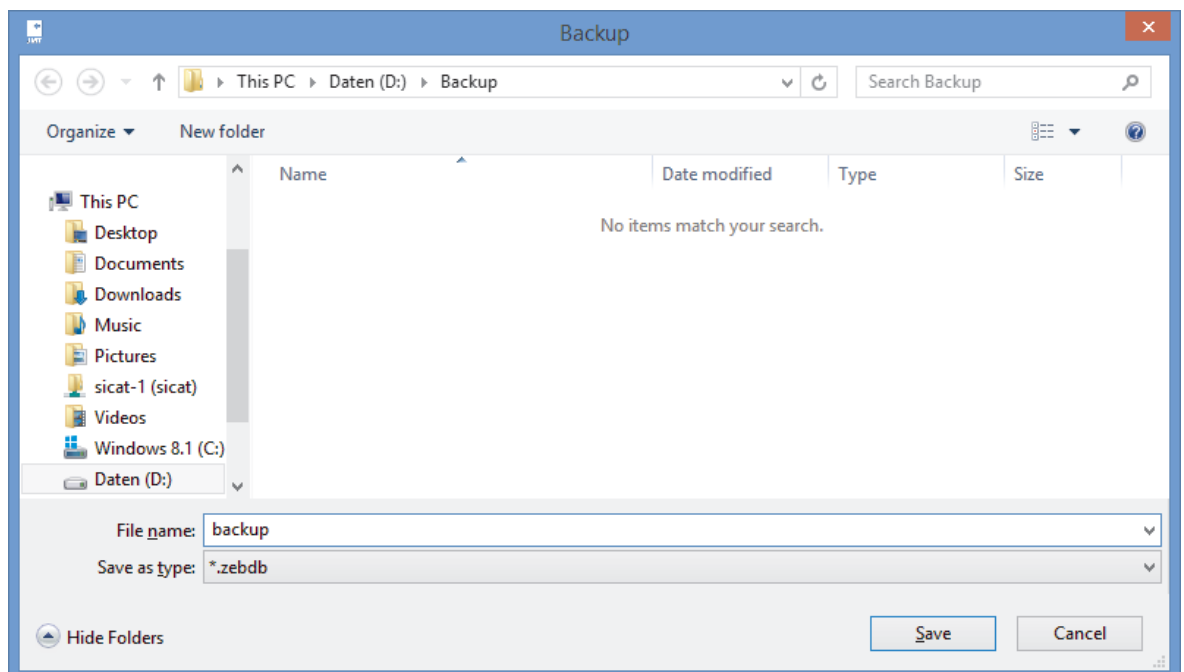 JMT
Backup
This PC Daten (D:) Backup
Search Backup
Organize New folder
Name Date modified Type Size
No items match your search.
This PC
Desktop
Documents
Downloads
Music
Pictures
sicat-1 (sicat)
Videos
Windows 8.1 (C:)
Daten (D:)
File name: backup
Save as type: *.zebdb
Hide Folders
Save Cancel